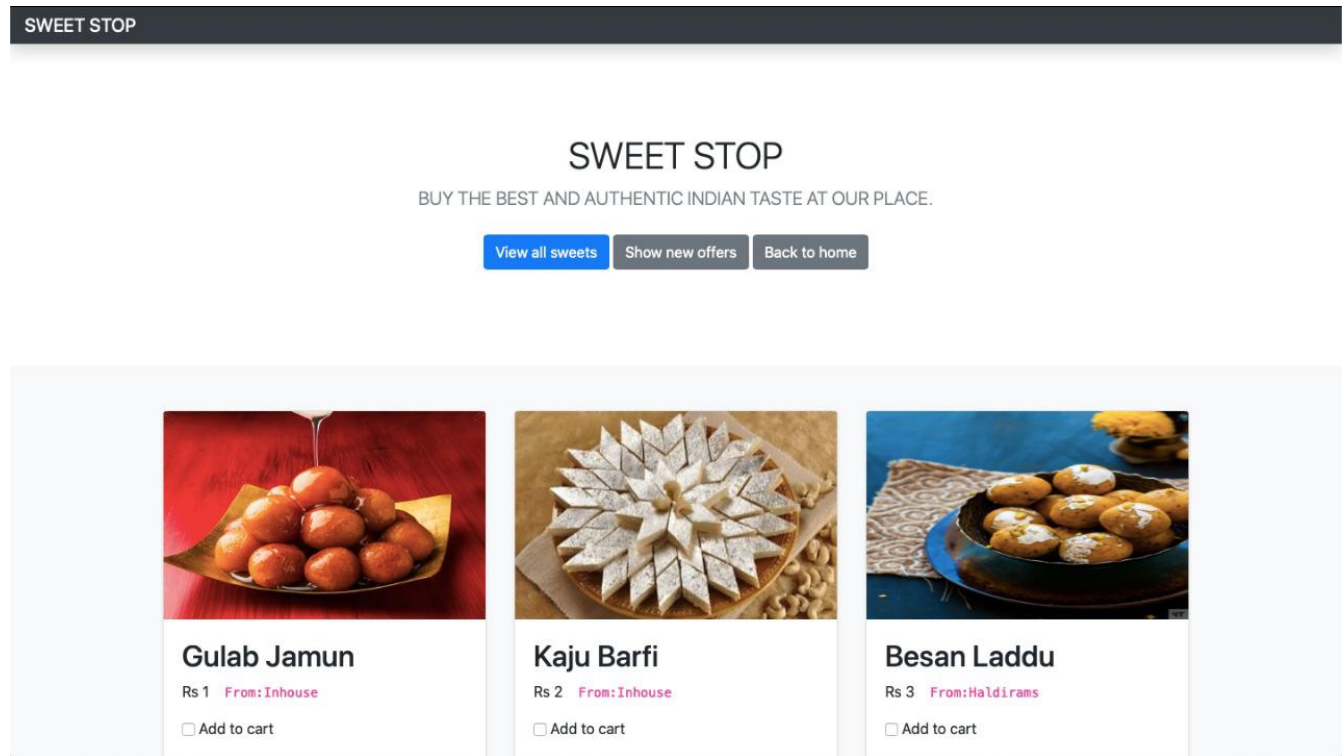 SWEET STOP
SWEET STOP
BUY THE BEST AND AUTHENTIC INDIAN TASTE AT OUR PLACE.
View all sweets Show new offers Back to home
Gulab Jamun
Rs 1 From:Inhouse
Add to cart
Kaju Barfi
Rs 2 From:Inhouse
Add to cart
Besan Laddu
Rs 3 From:Haldirams
Add to cart